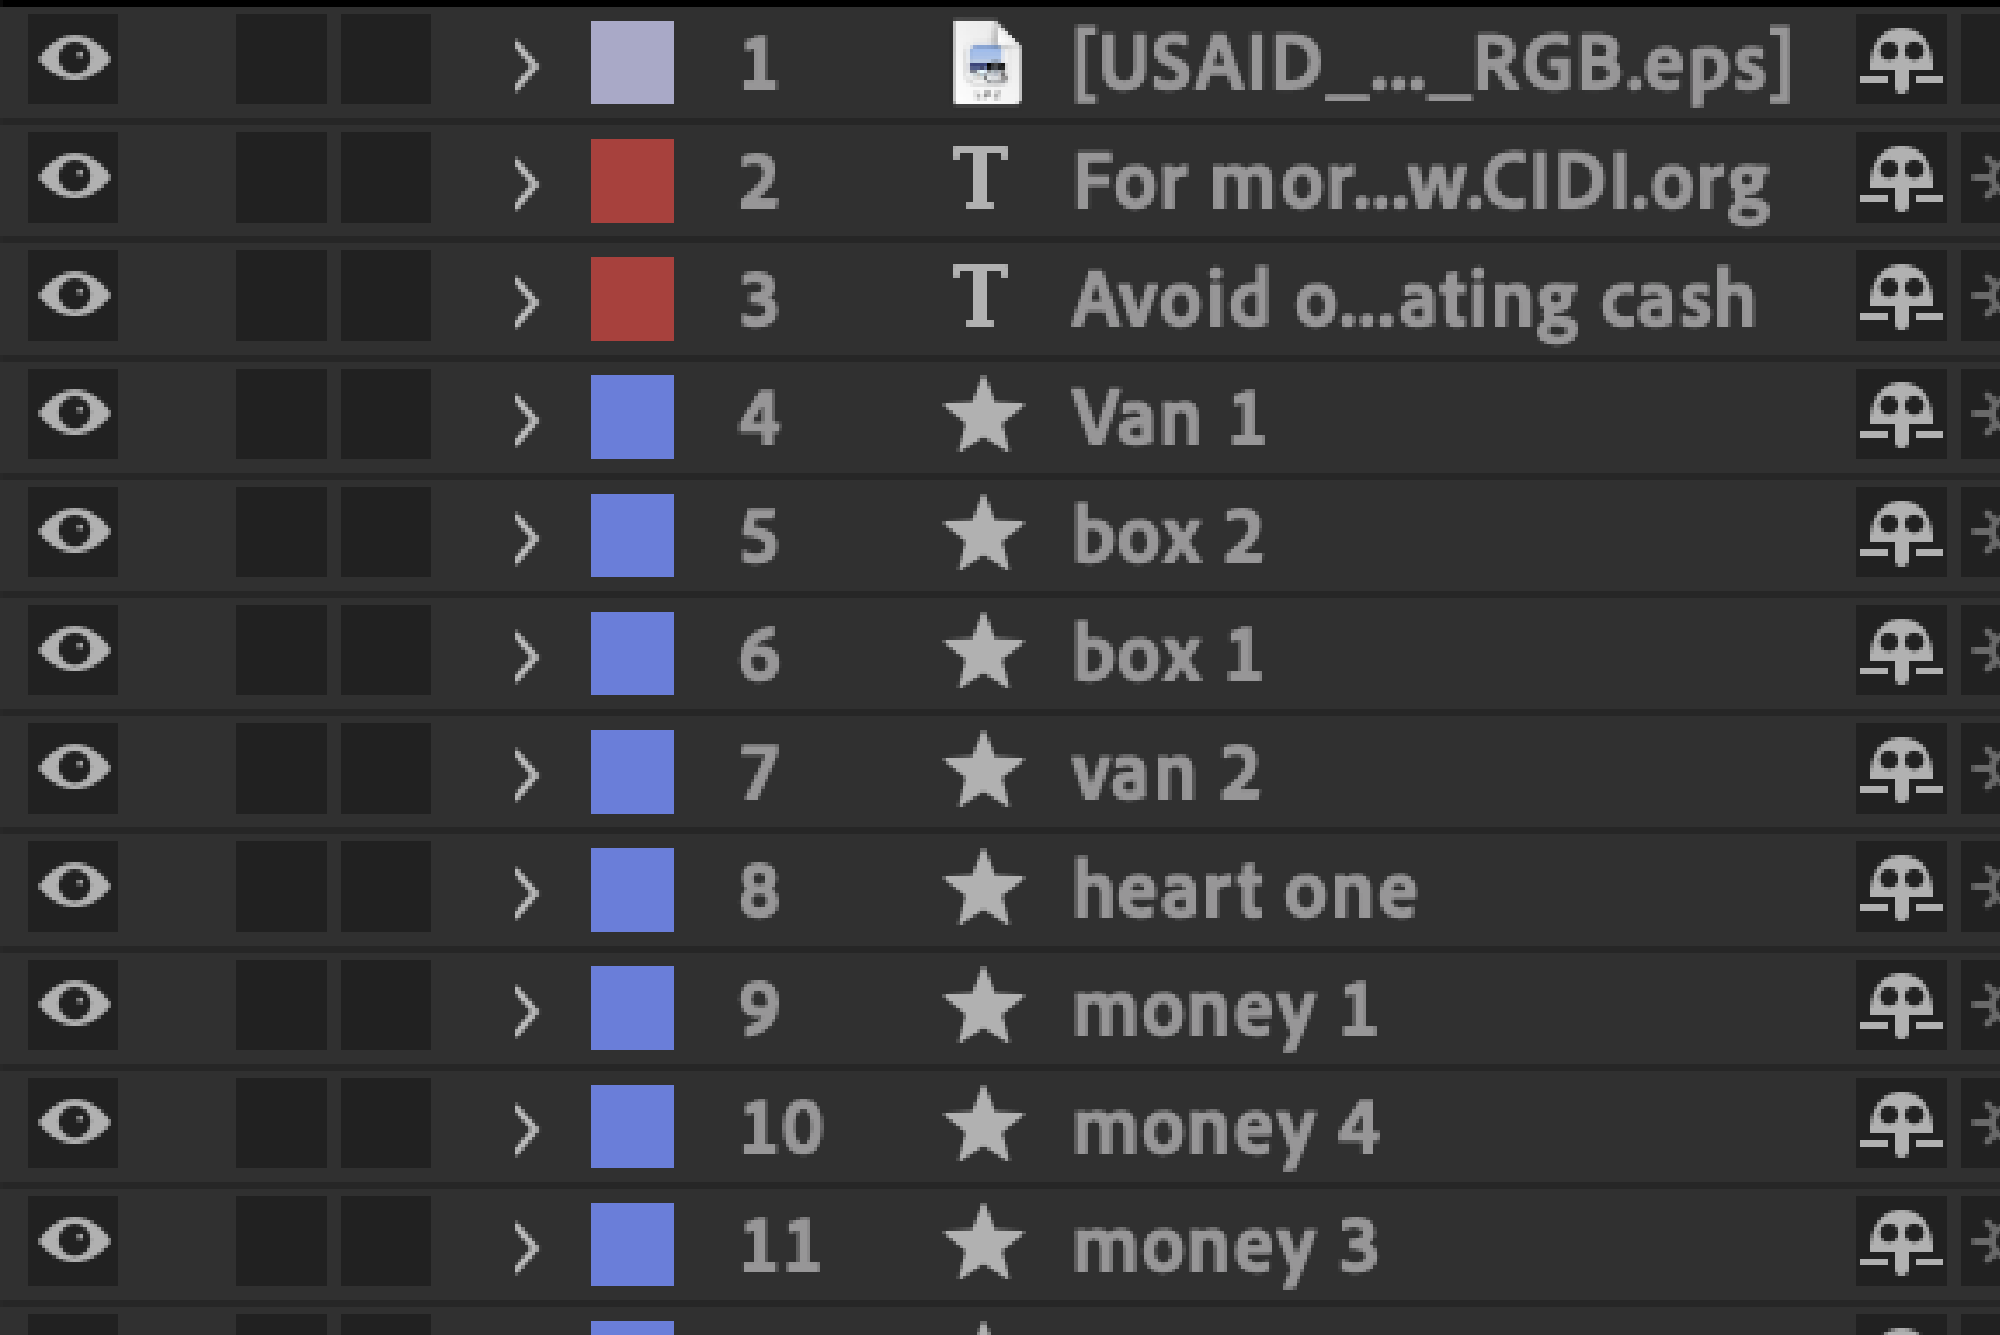 1 [USAID_..._RGB.eps]
2 T For mor...w.CIDI.org
3 T Avoid o...ating cash
4 Van 1
5 box 2
6 box 1
7 van 2
8 heart one
9 money 1
10 money 4
11 money 3